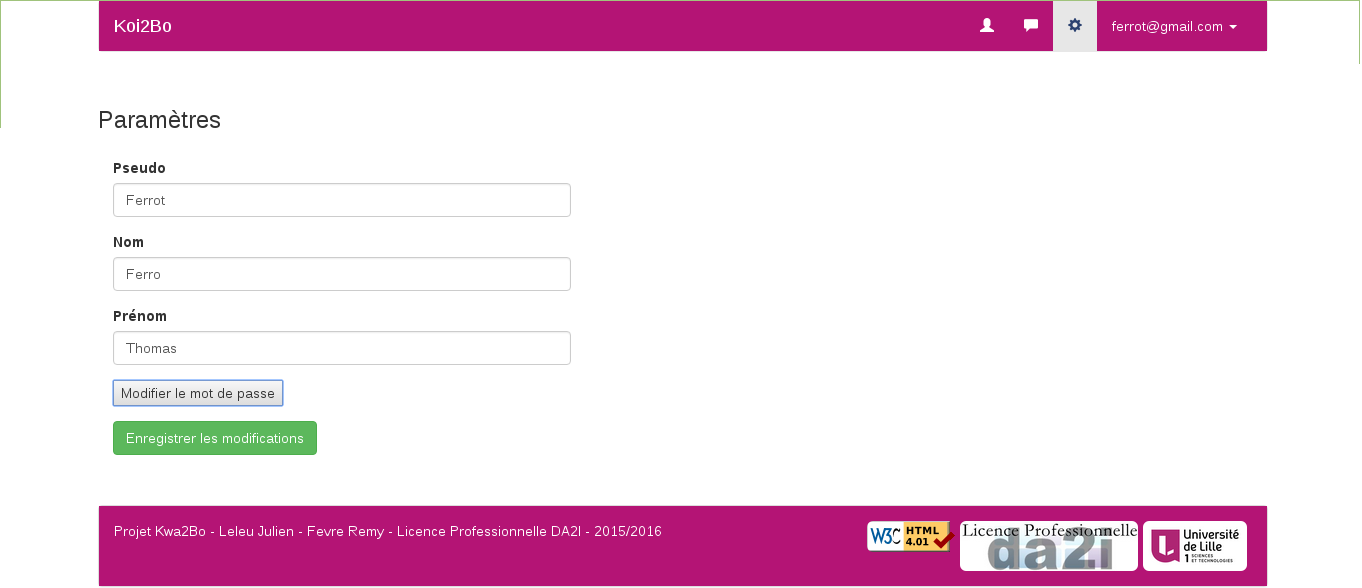 Koi2Bo
ferrot@gmail.com
Paramètres
Pseudo
Ferrot
Nom
Ferro
Prénom
Thomas
Modifier le mot de passe
Enregistrer les modifications
Projet Kwa2Bo - Leleu Julien - Fevre Remy - Licence Professionnelle DA2I - 2015/2016
W3C HTML
4.01
Licence Professionnelle
da2i
Université
de Lille
1 SCIENCES
ET TECHNOLOGIES